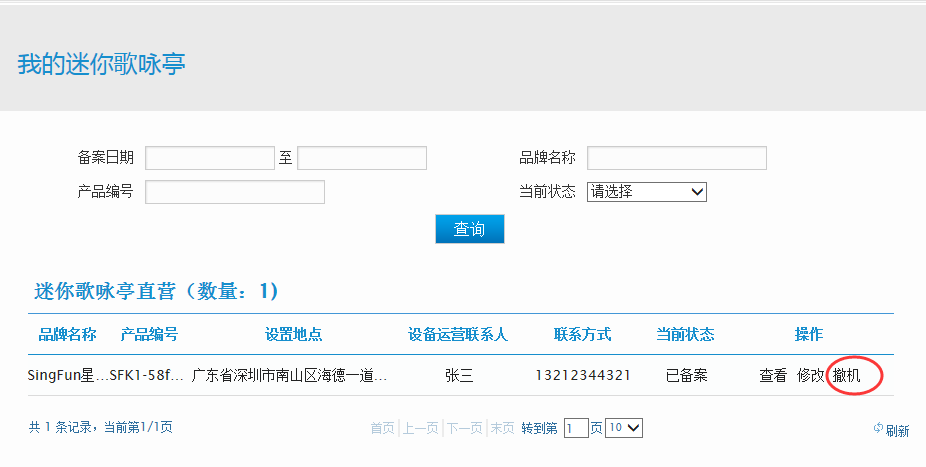 我的迷你歌咏亭
备案日期 至 品牌名称
产品编号 当前状态 请选择
查询
迷你歌咏亭直营（数量：1）
品牌名称 产品编号 设置地点 设备运营联系人 联系方式 当前状态 操作
SingFun星... SFK1-58f... 广东省深圳市南山区海德一道... 张三 13212344321 已备案 查看 修改 撤机
共 1 条记录，当前第1/1页 首页 上一页 下一页 末页 转到第 1 页 10 刷新